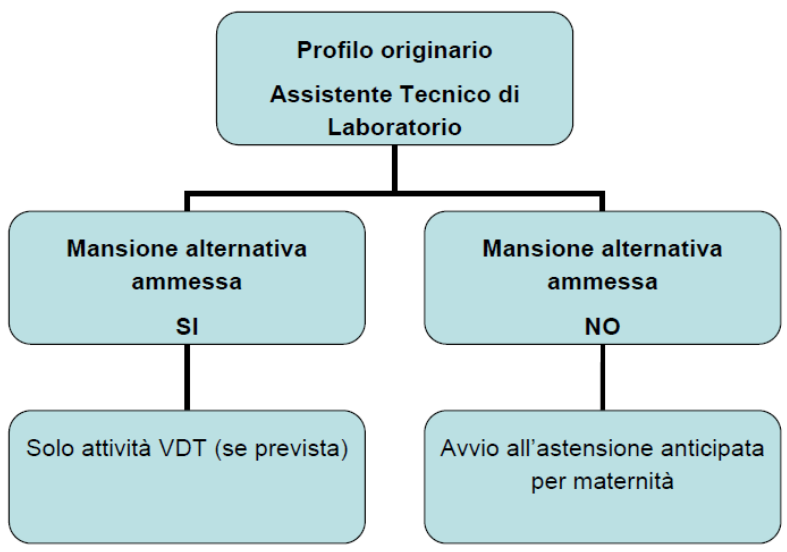 Profilo originario
Assistente Tecnico di
Laboratorio
Mansione alternativa
ammessa
SI
Mansione alternativa
ammessa
NO
Solo attività VDT (se prevista)
Avvio all'astensione anticipata
per maternità